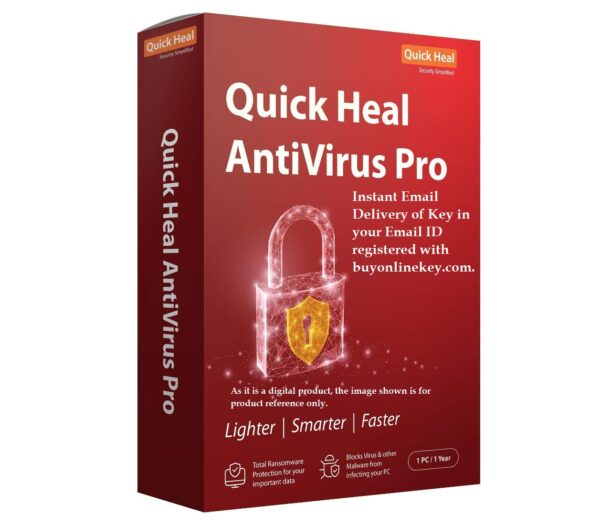 Quick Heal
Security Simplified
Quick Heal AntiVirus Pro
Quick Heal
Security Simplified
Quick Heal
AntiVirus Pro
Instant Email
Delivery of Key in
your Email ID
registered with
buyonlinekey.com.
As it is a digital product, the image shown is for
product reference only.
Lighter | Smarter | Faster
Total Ransomware
Protection for your
important data
Blocks Virus & other
Malware from
infecting your PC
1 PC / 1 Year